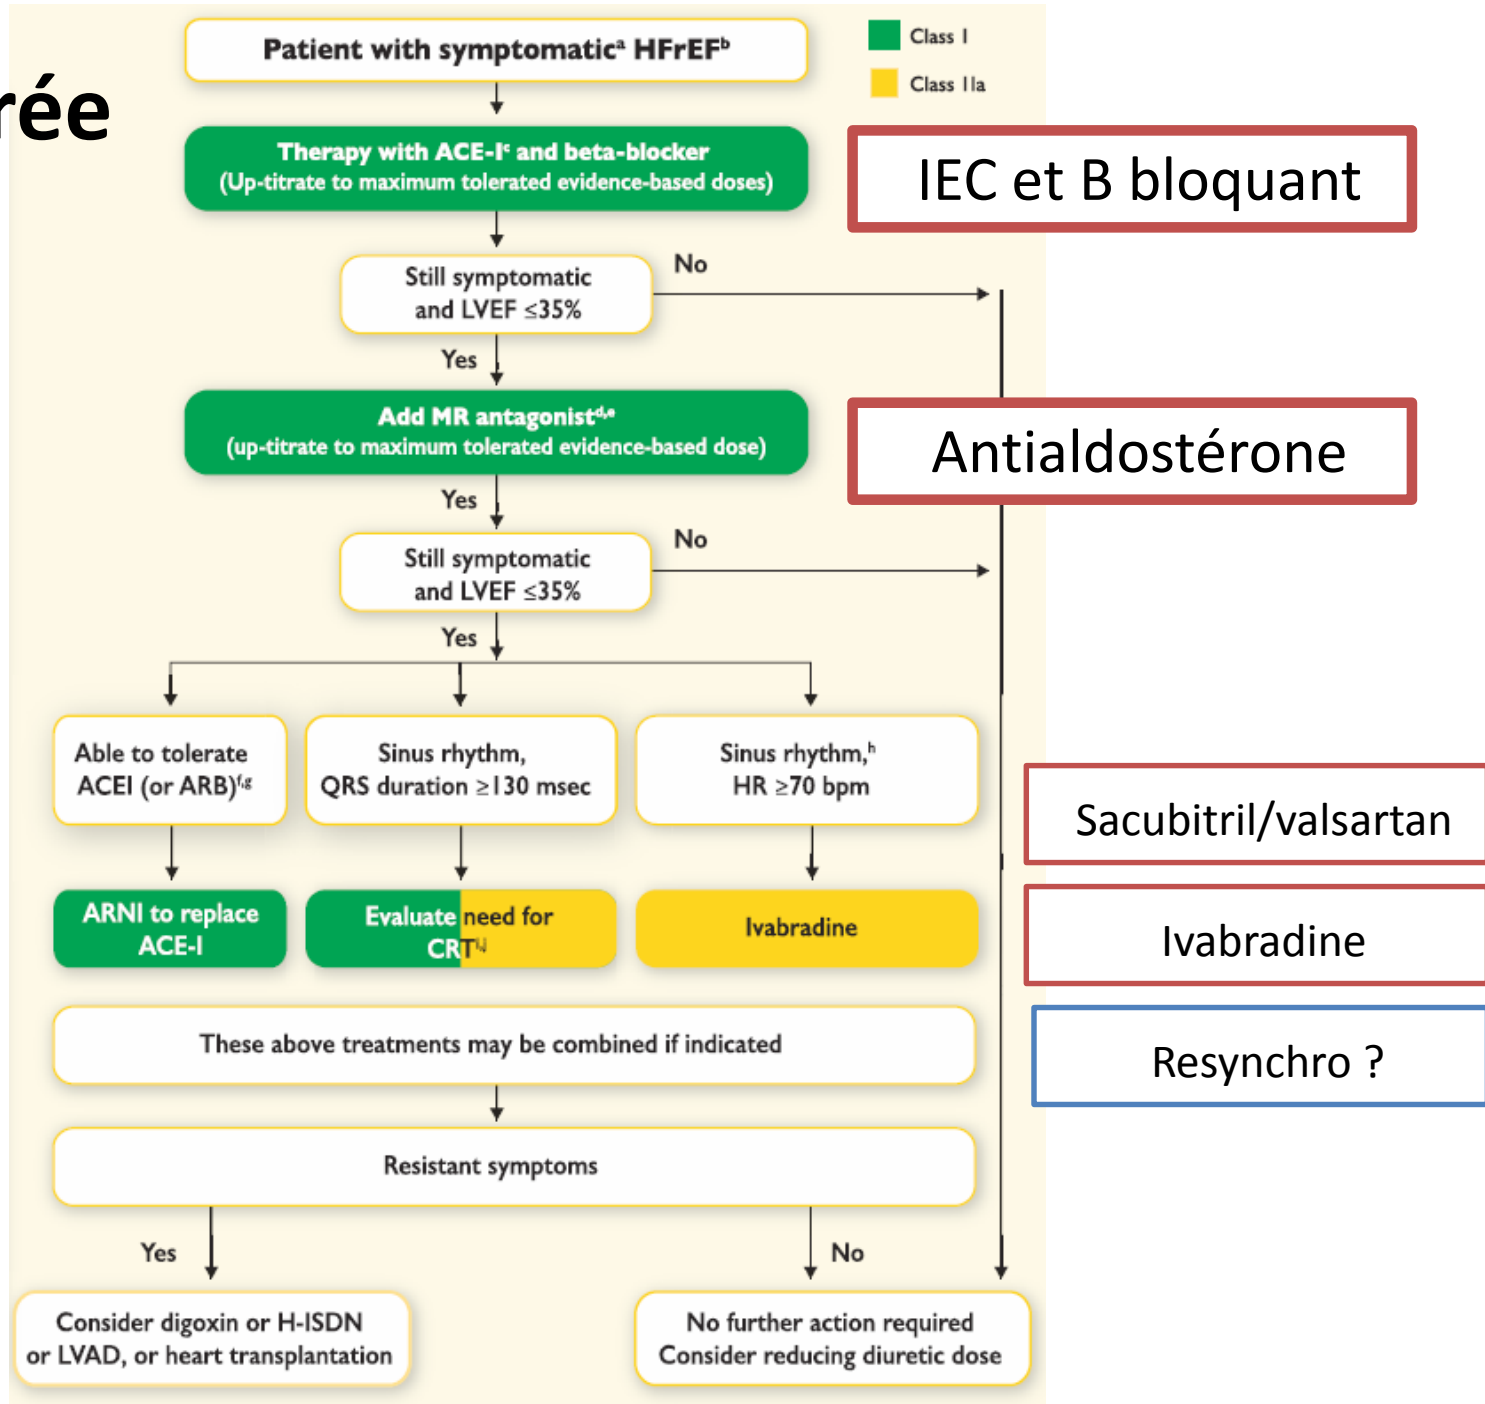 Patient with symptomaticᵃ HFrEFᵇ
Class I
Class IIa
rée
Therapy with ACE-Iᶜ and beta-blocker
(Up-titrate to maximum tolerated evidence-based doses)
IEC et B bloquant
Still symptomatic
and LVEF ≤35%
No
Yes
Add MR antagonistᵈ,ᵉ
(up-titrate to maximum tolerated evidence-based dose)
Antialdostérone
Yes
Still symptomatic
and LVEF ≤35%
No
Yes
Able to tolerate
ACEI (or ARB)ᶠ,ᵍ
Sinus rhythm,
QRS duration ≥130 msec
Sinus rhythm,ʰ
HR ≥70 bpm
Sacubitril/valsartan
ARNI to replace
ACE-I
Evaluate need for
CRTⁱ,ʲ
Ivabradine
Ivabradine
These above treatments may be combined if indicated
Resynchro ?
Resistant symptoms
Yes
No
Consider digoxin or H-ISDN
or LVAD, or heart transplantation
No further action required
Consider reducing diuretic dose